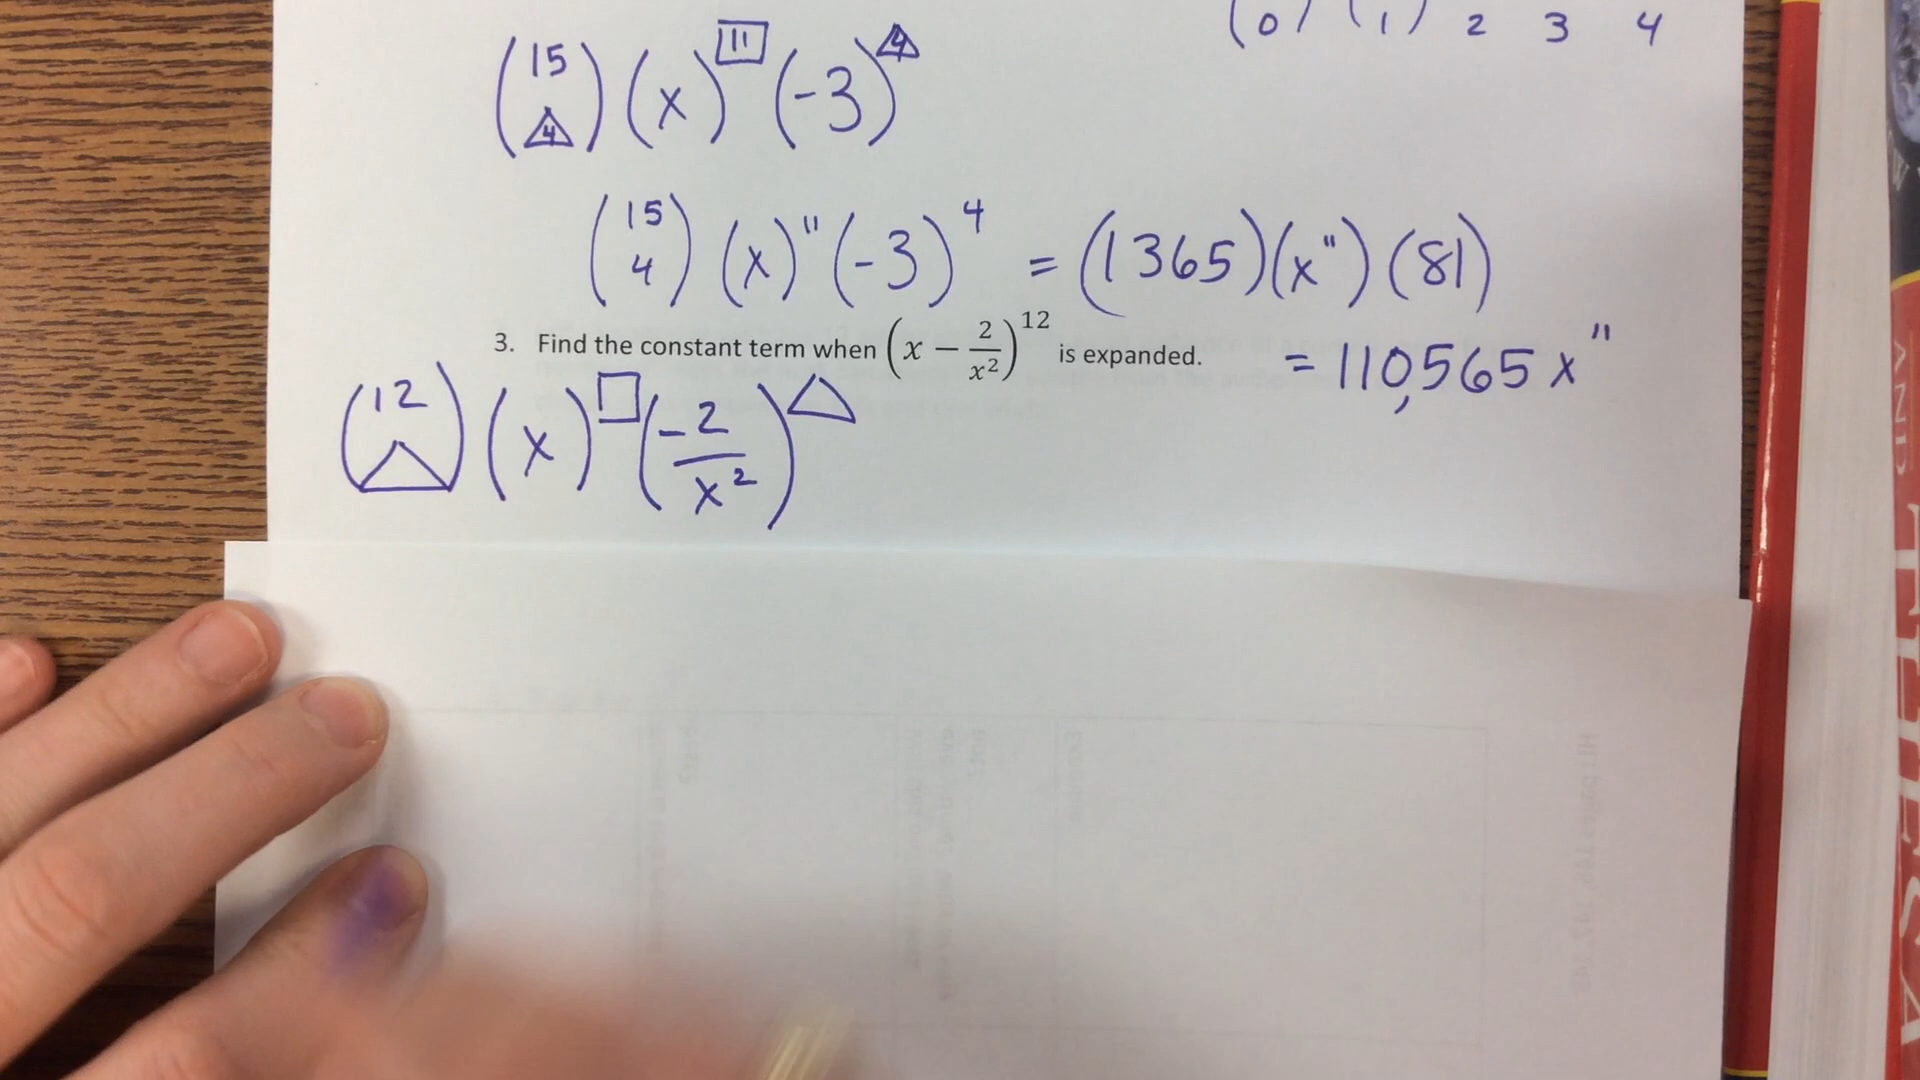 (0) (1) 2 3 4
(15 4) (x)^11 (-3)^4
(15 4) (x)^11 (-3)^4 = (1365)(x^11)(81)
3. Find the constant term when (x − 2/x²)^12 is expanded.
= 110,565 x^11
(12 △) (x)^□ (-2/x²)^△
AND